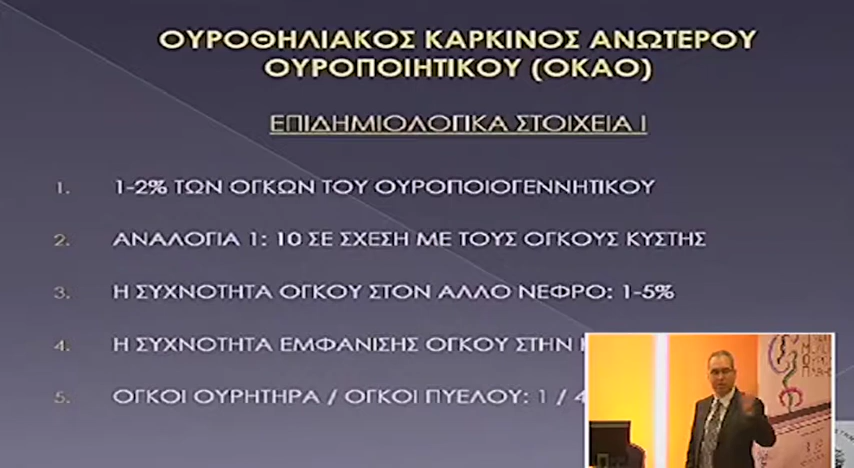 ΟΥΡΟΘΗΛΙΑΚΟΣ ΚΑΡΚΙΝΟΣ ΑΝΩΤΕΡΟΥ
ΟΥΡΟΠΟΙΗΤΙΚΟΥ (ΟΚΑΟ)
ΕΠΙΔΗΜΙΟΛΟΓΙΚΑ ΣΤΟΙΧΕΙΑ Ι
1. 1-2% ΤΩΝ ΟΓΚΩΝ ΤΟΥ ΟΥΡΟΠΟΙΟΓΕΝΝΗΤΙΚΟΥ
2. ΑΝΑΛΟΓΙΑ 1: 10 ΣΕ ΣΧΕΣΗ ΜΕ ΤΟΥΣ ΟΓΚΟΥΣ ΚΥΣΤΗΣ
3. Η ΣΥΧΝΟΤΗΤΑ ΟΓΚΟΥ ΣΤΟΝ ΑΛΛΟ ΝΕΦΡΟ: 1-5%
4. Η ΣΥΧΝΟΤΗΤΑ ΕΜΦΑΝΙΣΗΣ ΟΓΚΟΥ ΣΤΗΝ
5. ΟΓΚΟΙ ΟΥΡΗΤΗΡΑ / ΟΓΚΟΙ ΠΥΕΛΟΥ: 1 / 4